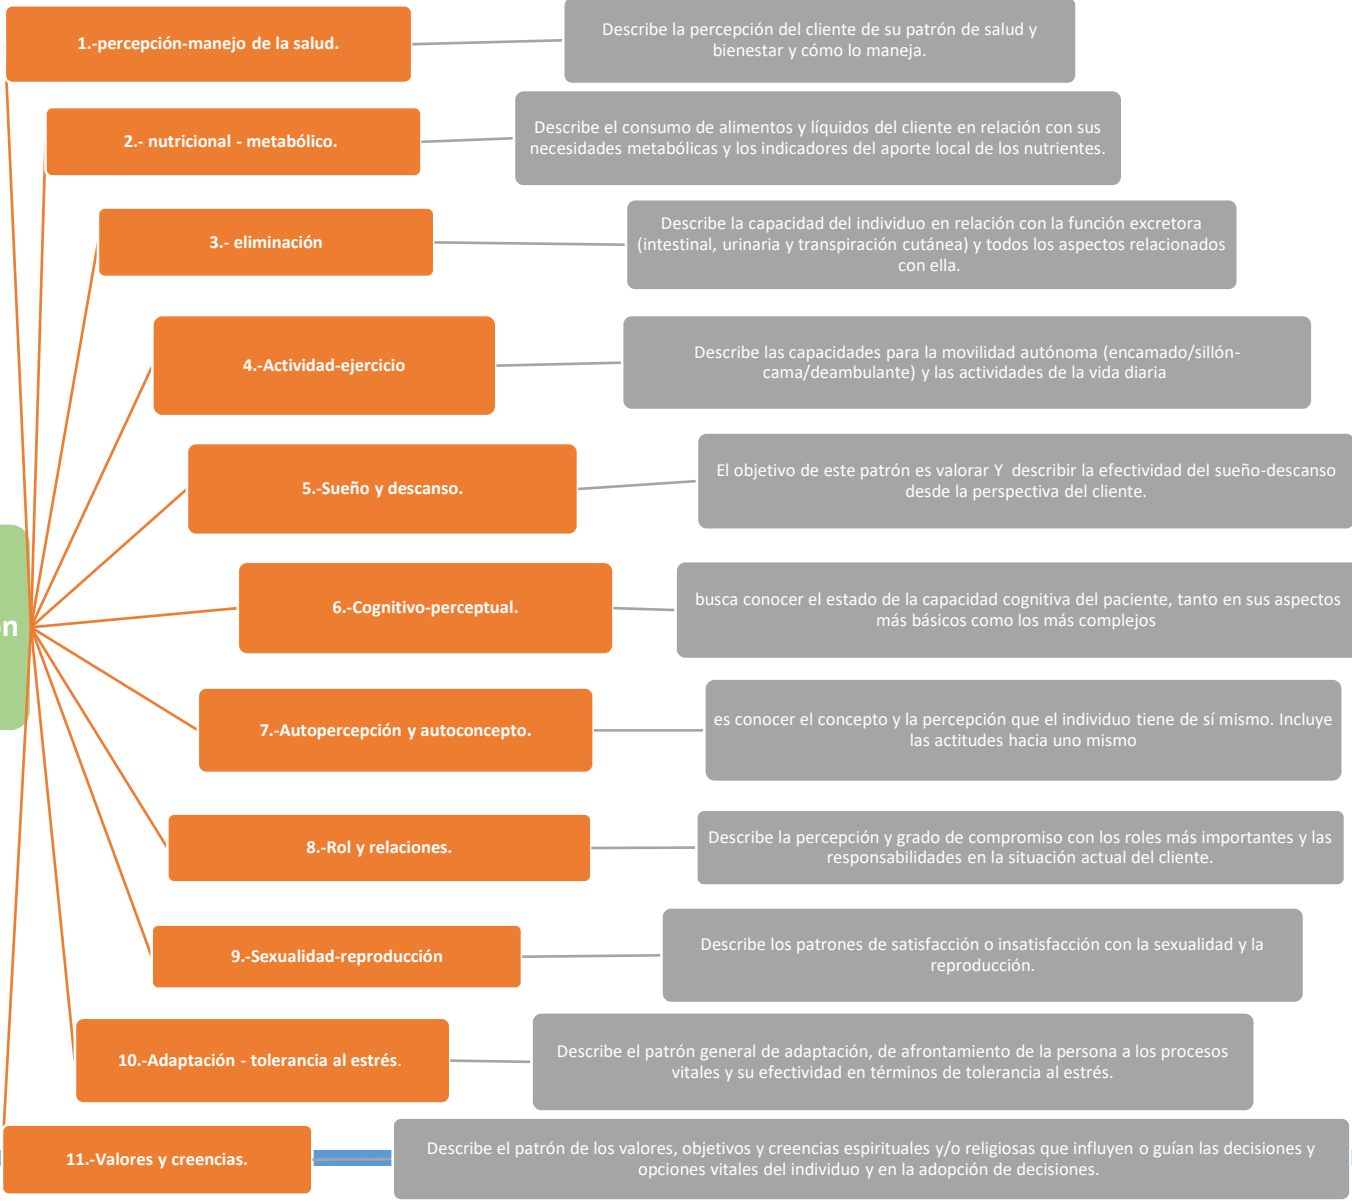 1.-percepción-manejo de la salud.
Describe la percepción del cliente de su patrón de salud y
bienestar y cómo lo maneja.
2.- nutricional - metabólico.
Describe el consumo de alimentos y líquidos del cliente en relación con sus
necesidades metabólicas y los indicadores del aporte local de los nutrientes.
3.- eliminación
Describe la capacidad del individuo en relación con la función excretora
(intestinal, urinaria y transpiración cutánea) y todos los aspectos relacionados
con ella.
4.-Actividad-ejercicio
Describe las capacidades para la movilidad autónoma (encamado/sillón-
cama/deambulante) y las actividades de la vida diaria
5.-Sueño y descanso.
El objetivo de este patrón es valorar Y describir la efectividad del sueño-descanso
desde la perspectiva del cliente.
6.-Cognitivo-perceptual.
busca conocer el estado de la capacidad cognitiva del paciente, tanto en sus aspectos
más básicos como los más complejos
7.-Autopercepción y autoconcepto.
es conocer el concepto y la percepción que el individuo tiene de sí mismo. Incluye
las actitudes hacia uno mismo
8.-Rol y relaciones.
Describe la percepción y grado de compromiso con los roles más importantes y las
responsabilidades en la situación actual del cliente.
9.-Sexualidad-reproducción
Describe los patrones de satisfacción o insatisfacción con la sexualidad y la
reproducción.
10.-Adaptación - tolerancia al estrés.
Describe el patrón general de adaptación, de afrontamiento de la persona a los procesos
vitales y su efectividad en términos de tolerancia al estrés.
11.-Valores y creencias.
Describe el patrón de los valores, objetivos y creencias espirituales y/o religiosas que influyen o guían las decisiones y
opciones vitales del individuo y en la adopción de decisiones.